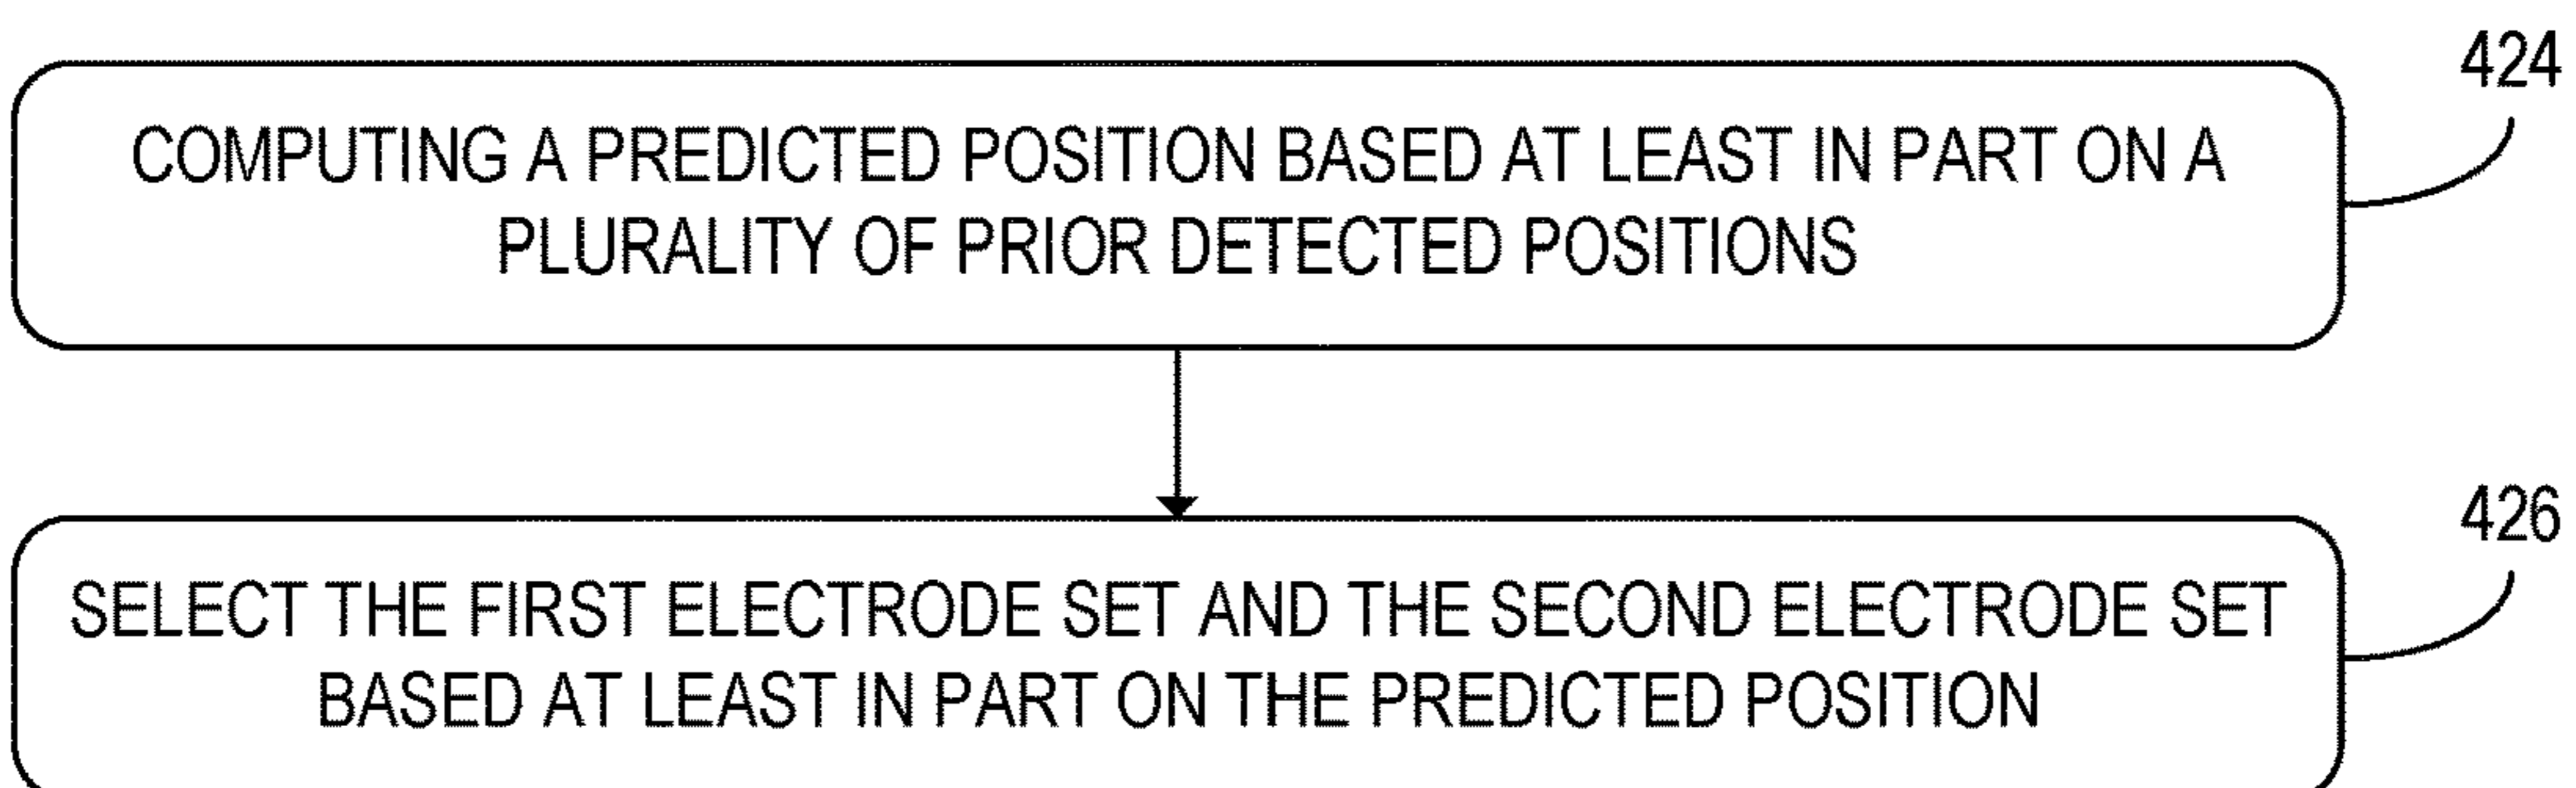 424
COMPUTING A PREDICTED POSITION BASED AT LEAST IN PART ON A
PLURALITY OF PRIOR DETECTED POSITIONS
426
SELECT THE FIRST ELECTRODE SET AND THE SECOND ELECTRODE SET
BASED AT LEAST IN PART ON THE PREDICTED POSITION